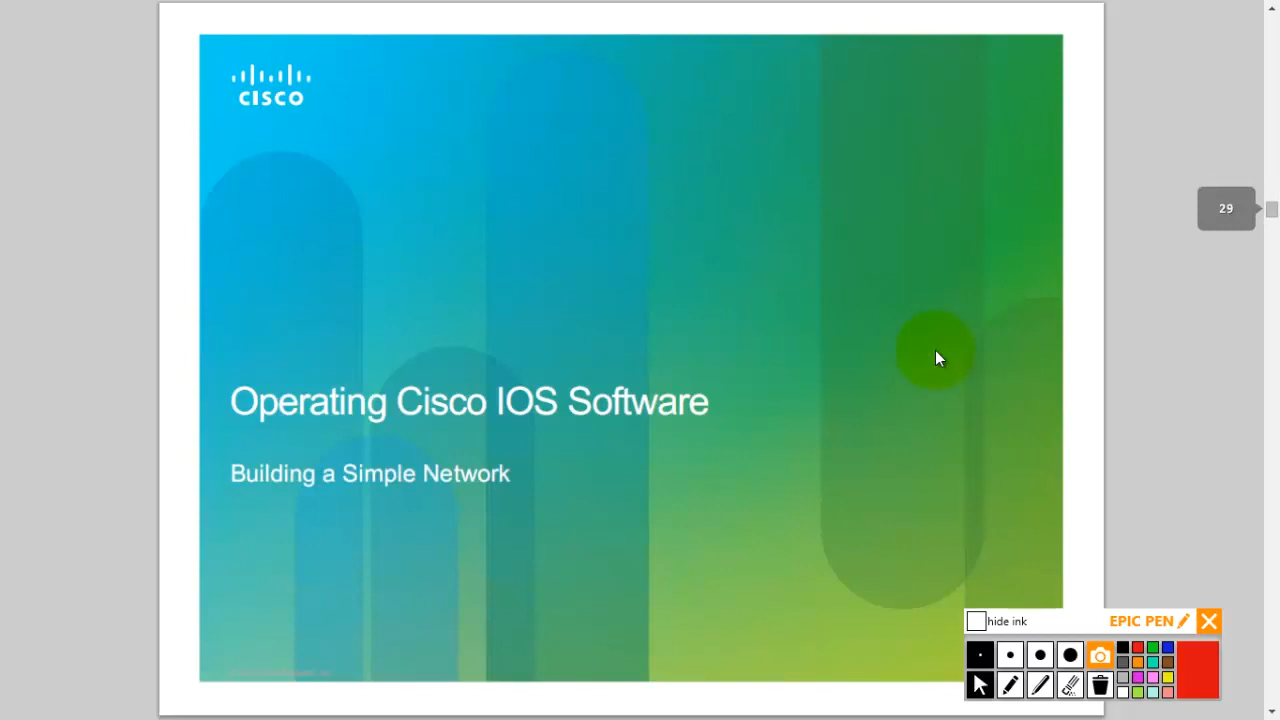 CISCO
29
Operating Cisco IOS Software
Building a Simple Network
hide ink
EPIC PEN